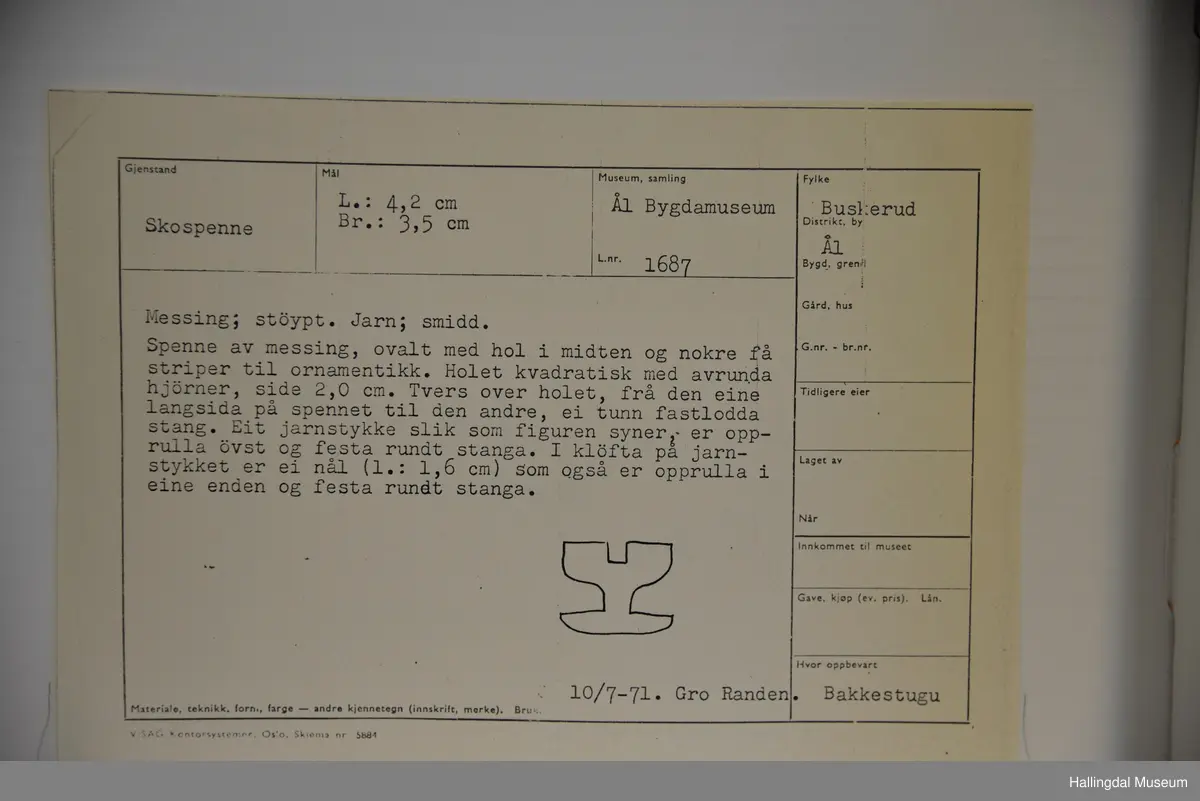 Gjenstand
Skospenne
Mål
L.: 4,2 cm
Br.: 3,5 cm
Museum, samling
Ål Bygdamuseum
L.nr. 1687
Fylke
Buskerud
Distrikt, by
Ål
Bygd, grend
Gård, hus
G.nr. - br.nr.
Tidligere eier
Laget av
Når
Innkommet til museet
Gave, kjøp (ev. pris). Lån.
Hvor oppbevart
Bakkestugu
Messing; stöypt. Jarn; smidd.
Spenne av messing, ovalt med hol i midten og nokre få
striper til ornamentikk. Holet kvadratisk med avrunda
hjörner, side 2,0 cm. Tvers over holet, frå den eine
langsida på spennet til den andre, ei tunn fastlodda
stang. Eit jarnstykke slik som figuren syner, er opp-
rulla övst og festa rundt stanga. I klöfta på jarn-
stykket er ei nål (l.: 1,6 cm) som også er opprulla i
eine enden og festa rundt stanga.
10/7-71. Gro Randen.
Materiale, teknikk, form, farge — andre kjennetegn (innskrift, merke). Bruk.
Kontorsystemer, Oslo, Skjema nr 5884
Hallingdal Museum